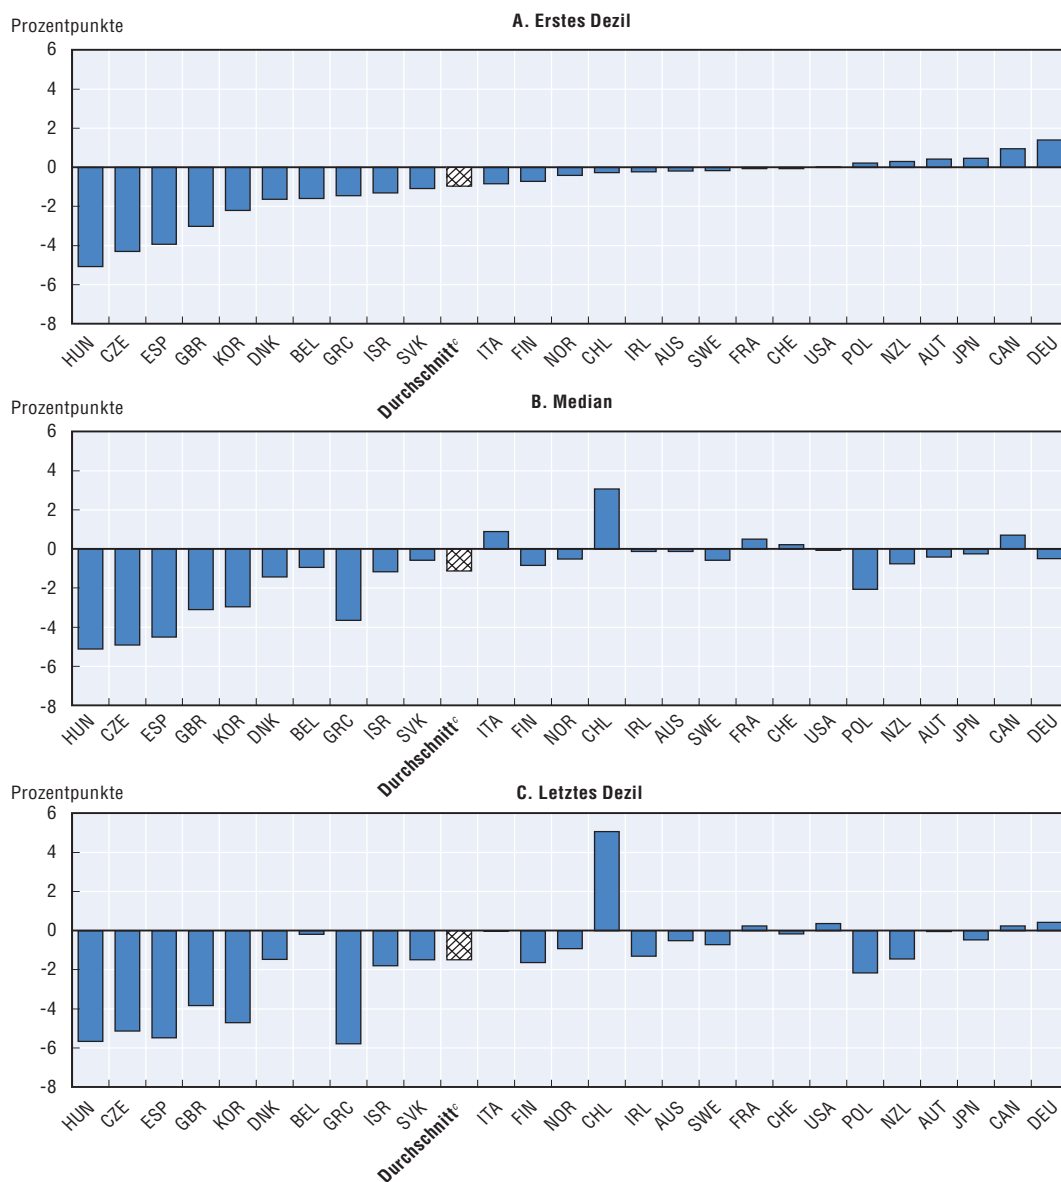 A. Erstes Dezil
Prozentpunkte
6
4
2
0
-2
-4
-6
-8
HUN CZE ESP GBR KOR DNK BEL GRC ISR SVK Durchschnittᶜ ITA FIN NOR CHL IRL AUS SWE FRA CHE USA POL NZL AUT JPN CAN DEU
B. Median
Prozentpunkte
6
4
2
0
-2
-4
-6
-8
HUN CZE ESP GBR KOR DNK BEL GRC ISR SVK Durchschnittᶜ ITA FIN NOR CHL IRL AUS SWE FRA CHE USA POL NZL AUT JPN CAN DEU
C. Letztes Dezil
Prozentpunkte
6
4
2
0
-2
-4
-6
-8
HUN CZE ESP GBR KOR DNK BEL GRC ISR SVK Durchschnittᶜ ITA FIN NOR CHL IRL AUS SWE FRA CHE USA POL NZL AUT JPN CAN DEU